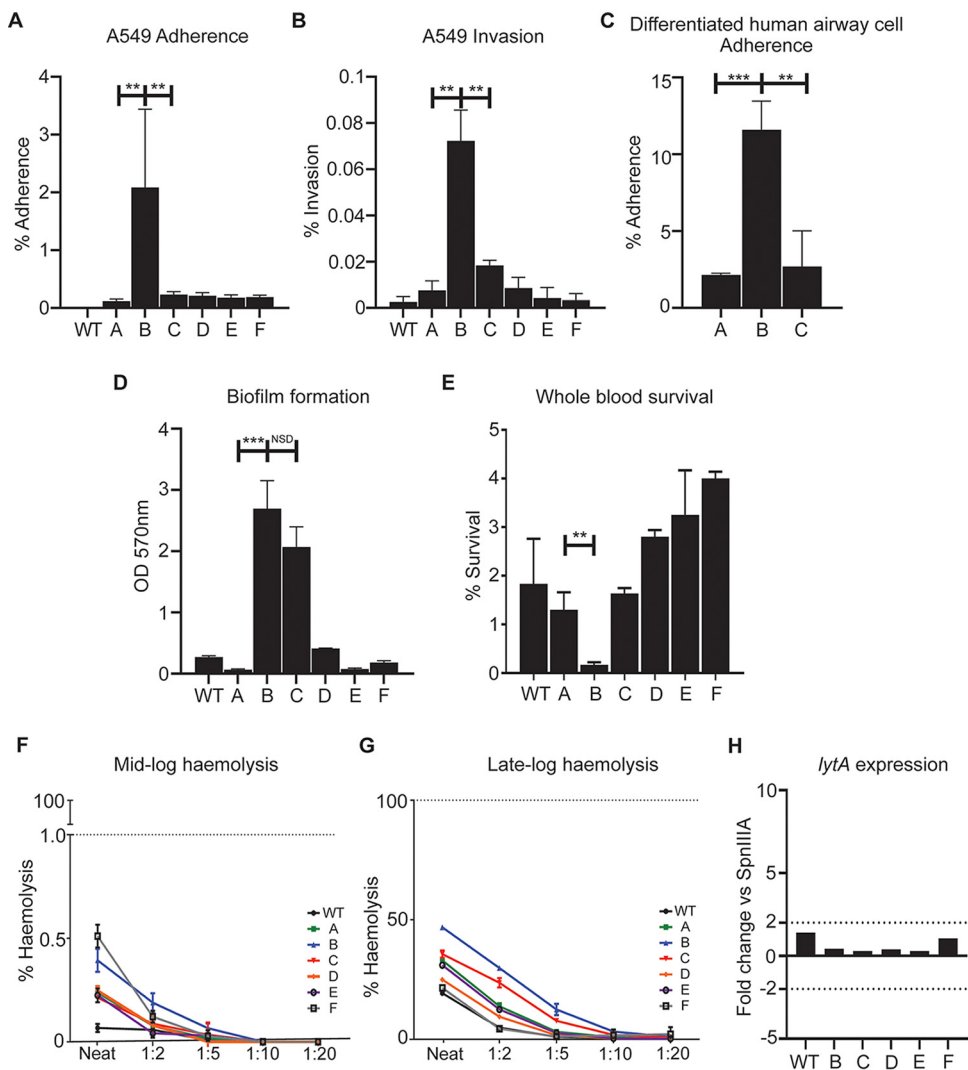 A
A549 Adherence
% Adherence
4
3
2
1
0
** **
WT A B C D E F
B
A549 Invasion
% Invasion
0.1
0.08
0.06
0.04
0.02
0
** **
WT A B C D E F
C
Differentiated human airway cell
Adherence
% Adherence
15
10
5
0
*** **
A B C
D
Biofilm formation
OD 570nm
4
3
2
1
0
*** NSD
WT A B C D E F
E
Whole blood survival
% Survival
5
4
3
2
1
0
**
WT A B C D E F
F
Mid-log haemolysis
% Haemolysis
100
1.0
0.5
0
Neat 1:2 1:5 1:10 1:20
WT
A
B
C
D
E
F
G
Late-log haemolysis
% Haemolysis
100
50
0
Neat 1:2 1:5 1:10 1:20
WT
A
B
C
D
E
F
H
lytA expression
Fold change vs SpnIIIA
10
5
2
0
-2
-5
WT B C D E F